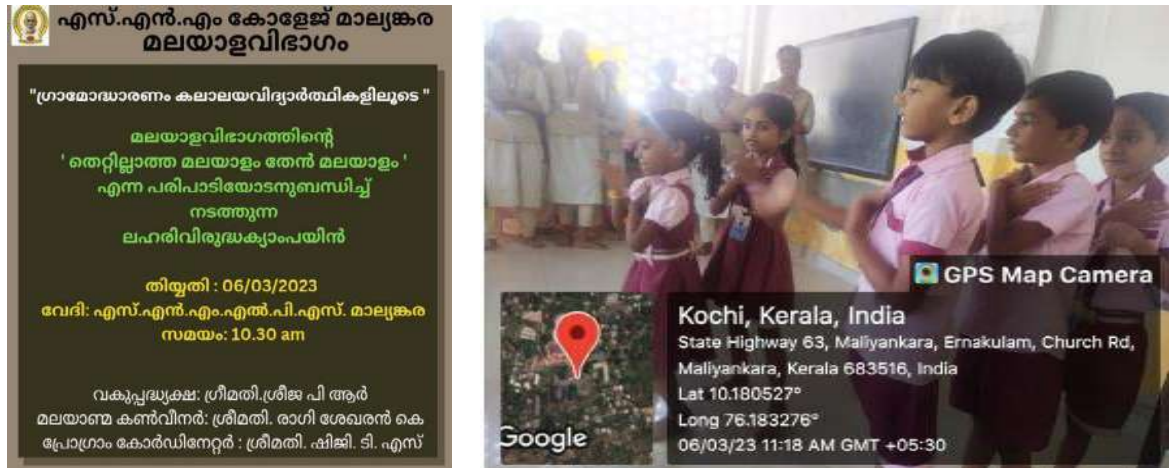 എസ്.എൻ.എം കോളേജ് മാല്യങ്കര
മലയാളവിഭാഗം
"ഗ്രാമോദ്ധാരണം കലാലയവിദ്യാർത്ഥികളിലൂടെ "
മലയാളവിഭാഗത്തിന്റെ
' തെറ്റില്ലാത്ത മലയാളം തേൻ മലയാളം '
എന്ന പരിപാടിയോടനുബന്ധിച്ച്
നടത്തുന്ന
ലഹരിവിരുദ്ധക്യാംപയിൻ
തിയ്യതി : 06/03/2023
വേദി: എസ്.എൻ.എം.എൽ.പി.എസ്. മാല്യങ്കര
സമയം: 10.30 am
വകുപ്പദ്ധ്യക്ഷ: ഗ്രീമതി.ശ്രീജ പി ആർ
മലയാണ്മ കൺവീനർ: ശ്രീമതി. രാഗി ശേഖരൻ കെ
പ്രോഗ്രാം കോർഡിനേറ്റർ : ശ്രീമതി. ഷിജി. ടി. എസ്
GPS Map Camera
Kochi, Kerala, India
State Highway 63, Maliyankara, Ernakulam, Church Rd,
Maliyankara, Kerala 683516, India
Lat 10.180527°
Long 76.183276°
06/03/23 11:18 AM GMT +05:30
Google